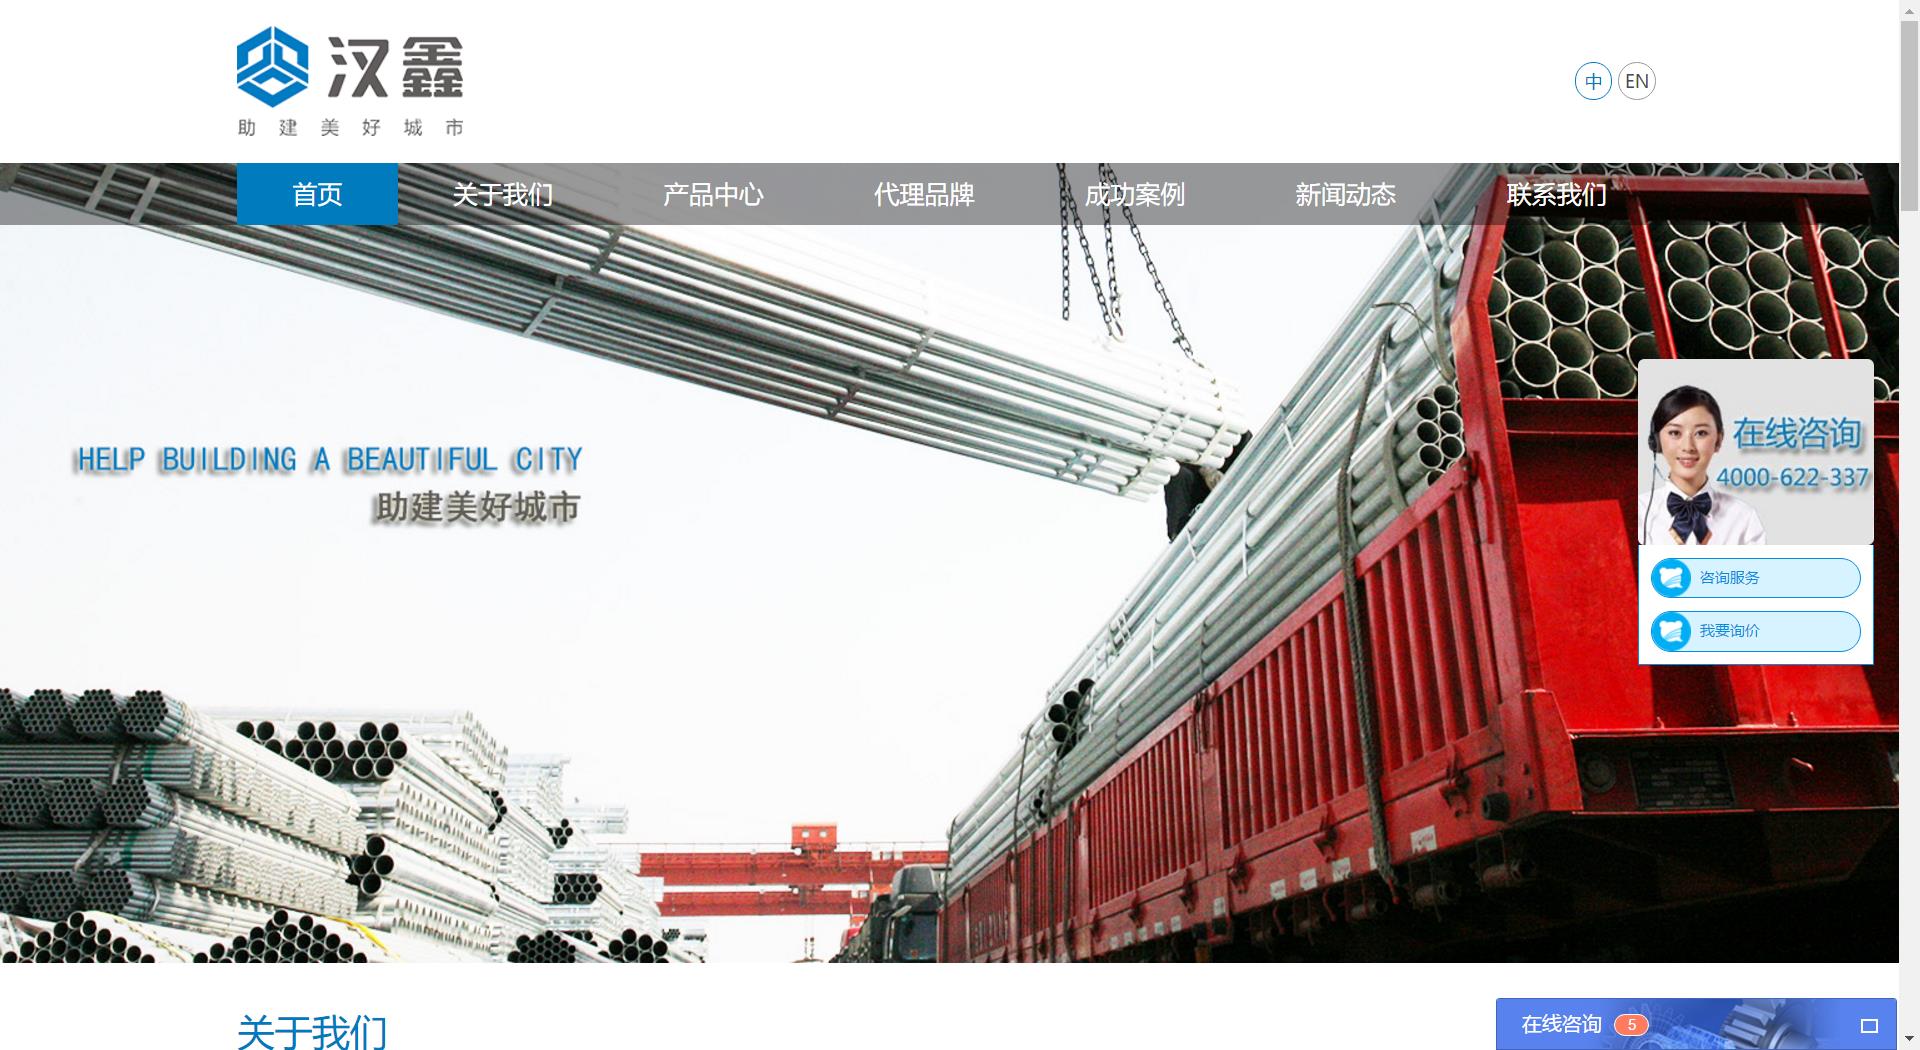 汉鑫
助建美好城市
中 EN
首页 关于我们 产品中心 代理品牌 成功案例 新闻动态 联系我们
HELP BUILDING A BEAUTIFUL CITY
助建美好城市
在线咨询
4000-622-337
咨询服务
我要询价
关于我们
在线咨询 5